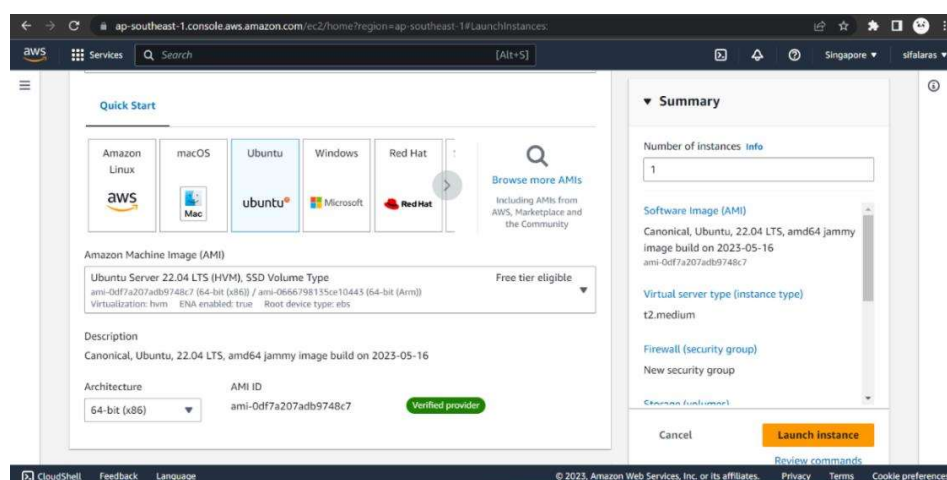 ap-southeast-1.console.aws.amazon.com/ec2/home?region=ap-southeast-1#LaunchInstances:
aws
Services
Search
[Alt+S]
Singapore
sifalaras
Quick Start
Amazon
Linux
aws
macOS
Mac
Ubuntu
ubuntu
Windows
Microsoft
Red Hat
Red Hat
Browse more AMIs
Including AMIs from
AWS, Marketplace and
the Community
Amazon Machine Image (AMI)
Ubuntu Server 22.04 LTS (HVM), SSD Volume Type
Free tier eligible
ami-0df7a207adb9748c7 (64-bit (x86)) / ami-0666798135ce10443 (64-bit (Arm))
Virtualization: hvm ENA enabled: true Root device type: ebs
Description
Canonical, Ubuntu, 22.04 LTS, amd64 jammy image build on 2023-05-16
Architecture
AMI ID
64-bit (x86)
ami-0df7a207adb9748c7
Verified provider
Summary
Number of instances Info
1
Software Image (AMI)
Canonical, Ubuntu, 22.04 LTS, amd64 jammy
image build on 2023-05-16
ami-0df7a207adb9748c7
Virtual server type (instance type)
t2.medium
Firewall (security group)
New security group
Storage (volumes)
Cancel
Launch instance
Review commands
CloudShell Feedback Language
© 2023, Amazon Web Services, Inc. or its affiliates. Privacy Terms Cookie preferences